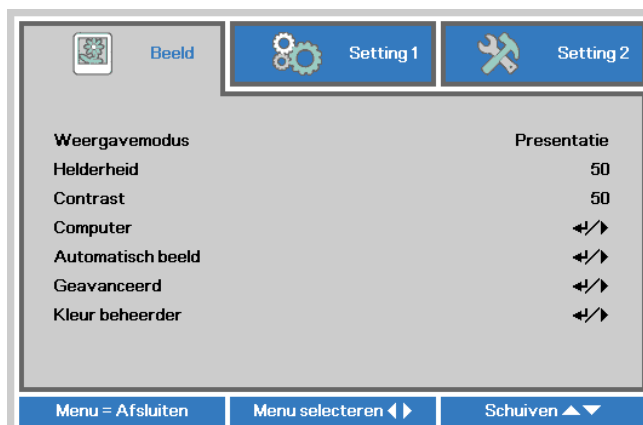 Beeld Setting 1 Setting 2
Weergavemodus Presentatie
Helderheid 50
Contrast 50
Computer
Automatisch beeld
Geavanceerd
Kleur beheerder
Menu = Afsluiten Menu selecteren Schuiven